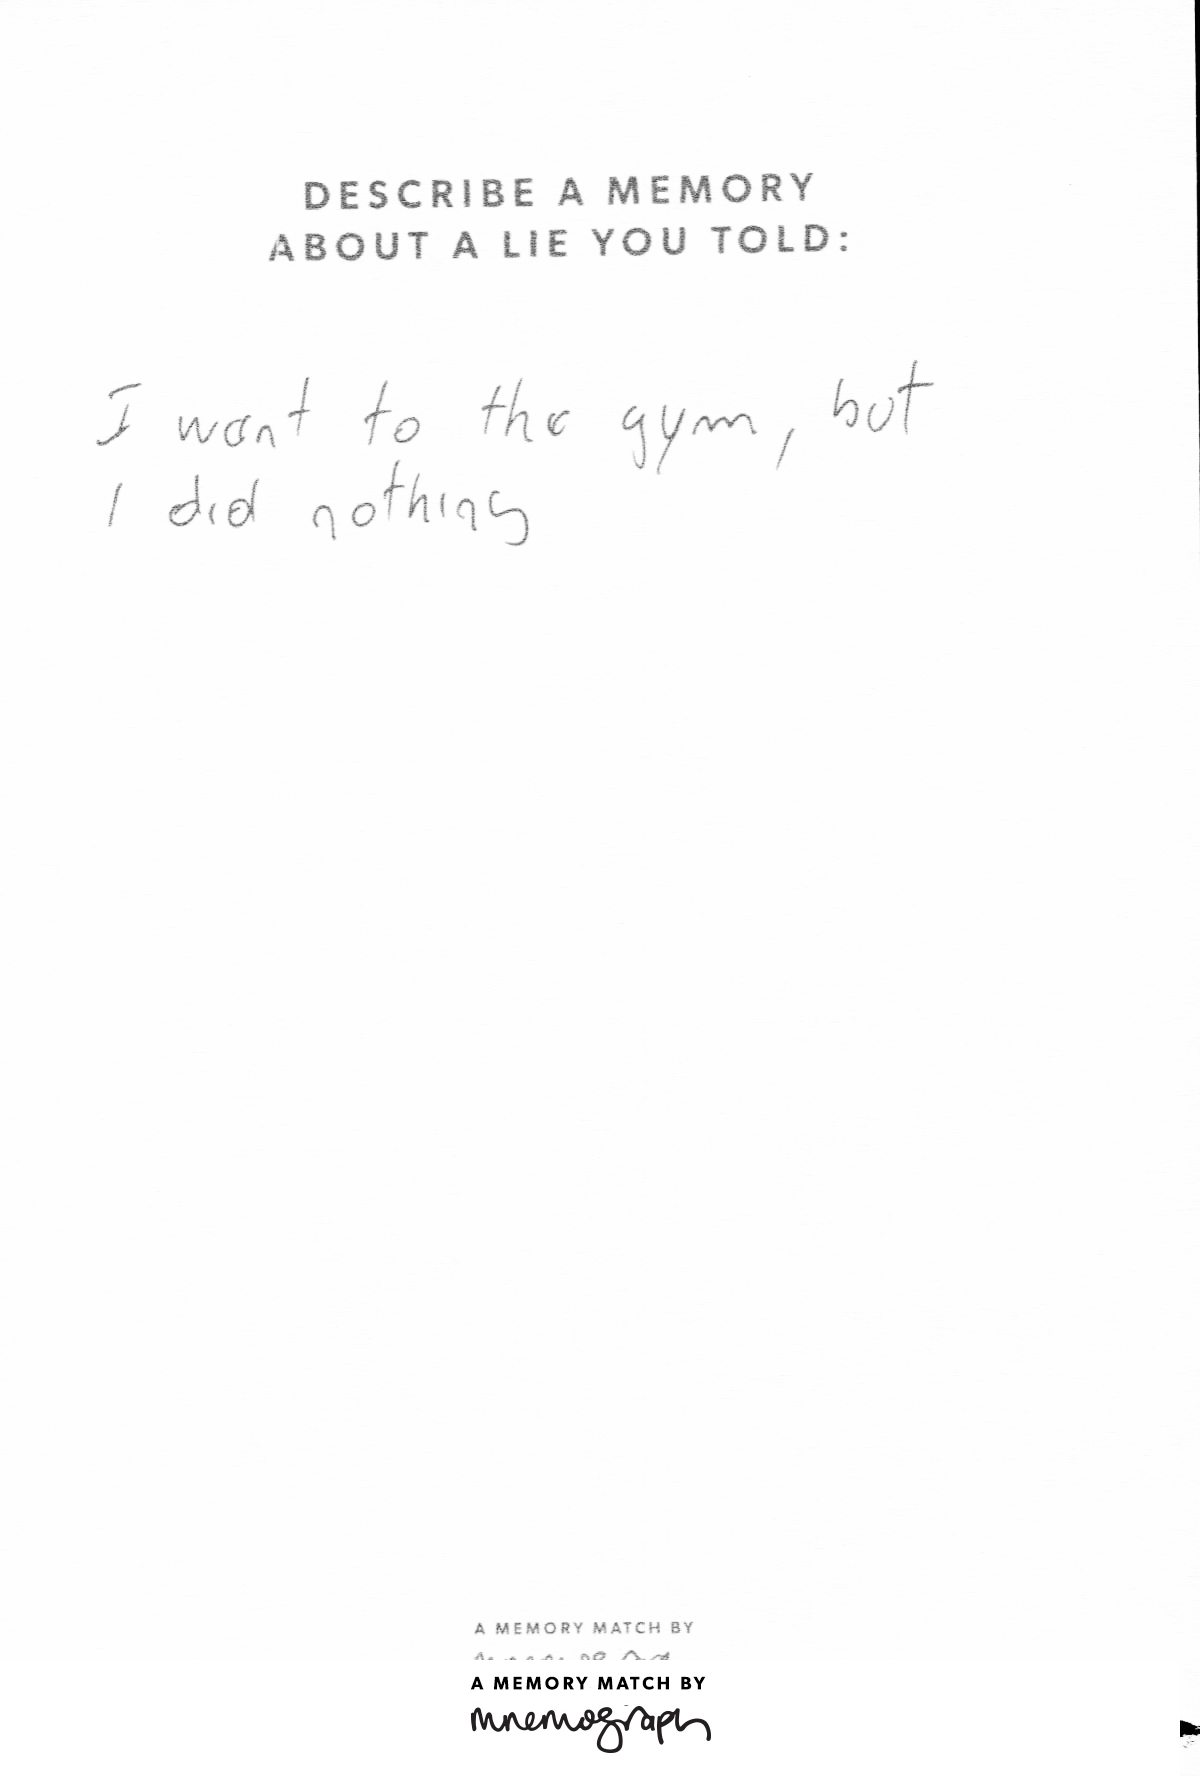 DESCRIBE A MEMORY
ABOUT A LIE YOU TOLD:
I want to the gym, but
I did nothing
A MEMORY MATCH BY
A MEMORY MATCH BY
mnemograph